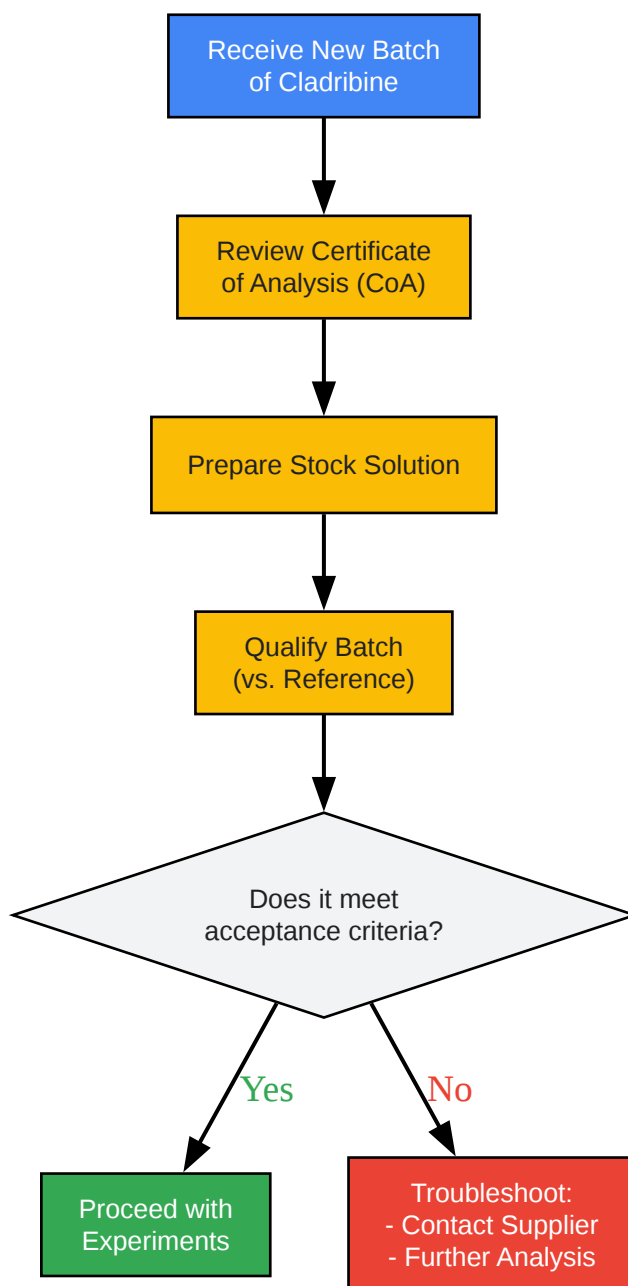 Receive New Batch
of Cladribine
Review Certificate
of Analysis (CoA)
Prepare Stock Solution
Qualify Batch
(vs. Reference)
Does it meet
acceptance criteria?
Yes
No
Proceed with
Experiments
Troubleshoot:
- Contact Supplier
- Further Analysis